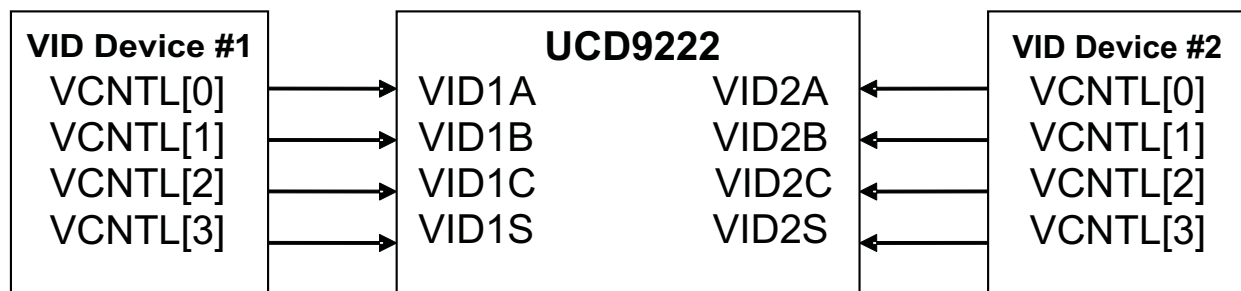 VID Device #1
VCNTL[0]
VCNTL[1]
VCNTL[2]
VCNTL[3]
UCD9222
VID1A VID2A
VID1B VID2B
VID1C VID2C
VID1S VID2S
VID Device #2
VCNTL[0]
VCNTL[1]
VCNTL[2]
VCNTL[3]